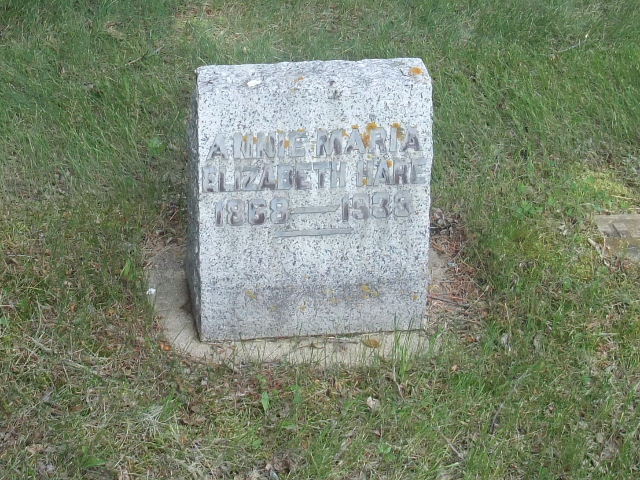 ANNIE MARIA
ELIZABETH HARE
1868 — 1938